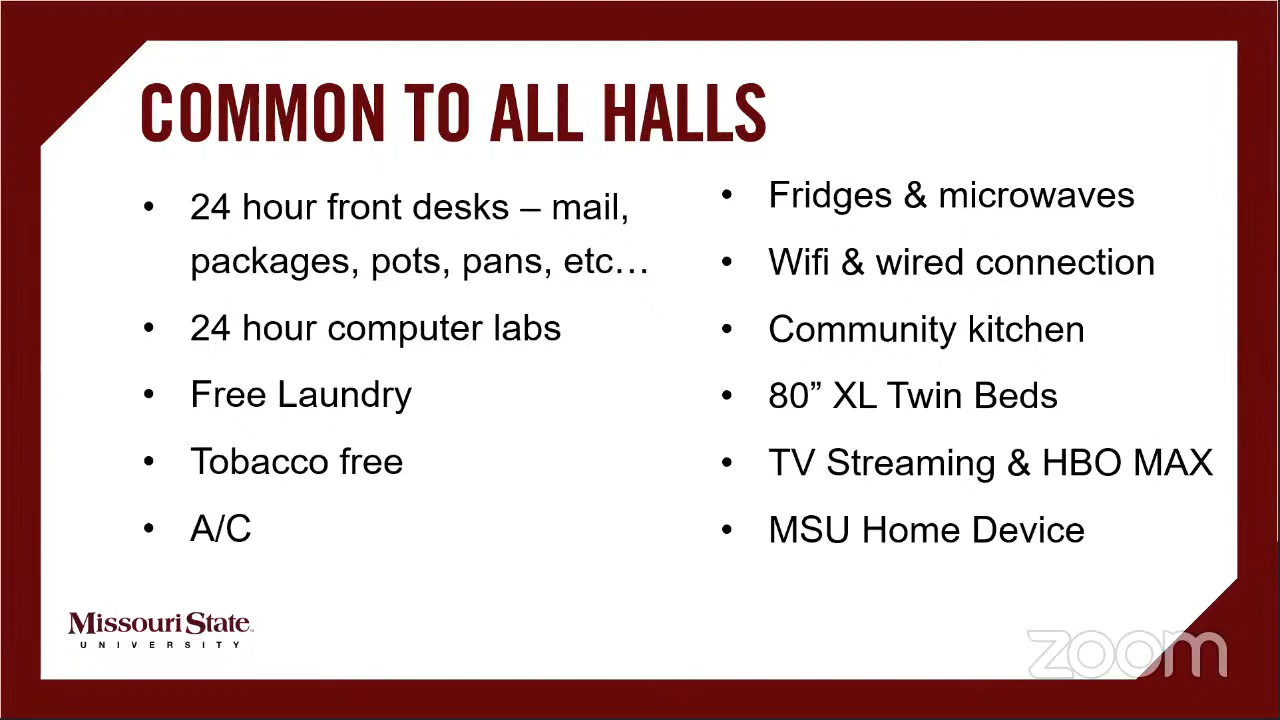 COMMON TO ALL HALLS
• 24 hour front desks – mail,
packages, pots, pans, etc…
• 24 hour computer labs
• Free Laundry
• Tobacco free
• A/C
• Fridges & microwaves
• Wifi & wired connection
• Community kitchen
• 80” XL Twin Beds
• TV Streaming & HBO MAX
• MSU Home Device
Missouri State
UNIVERSITY
zoom